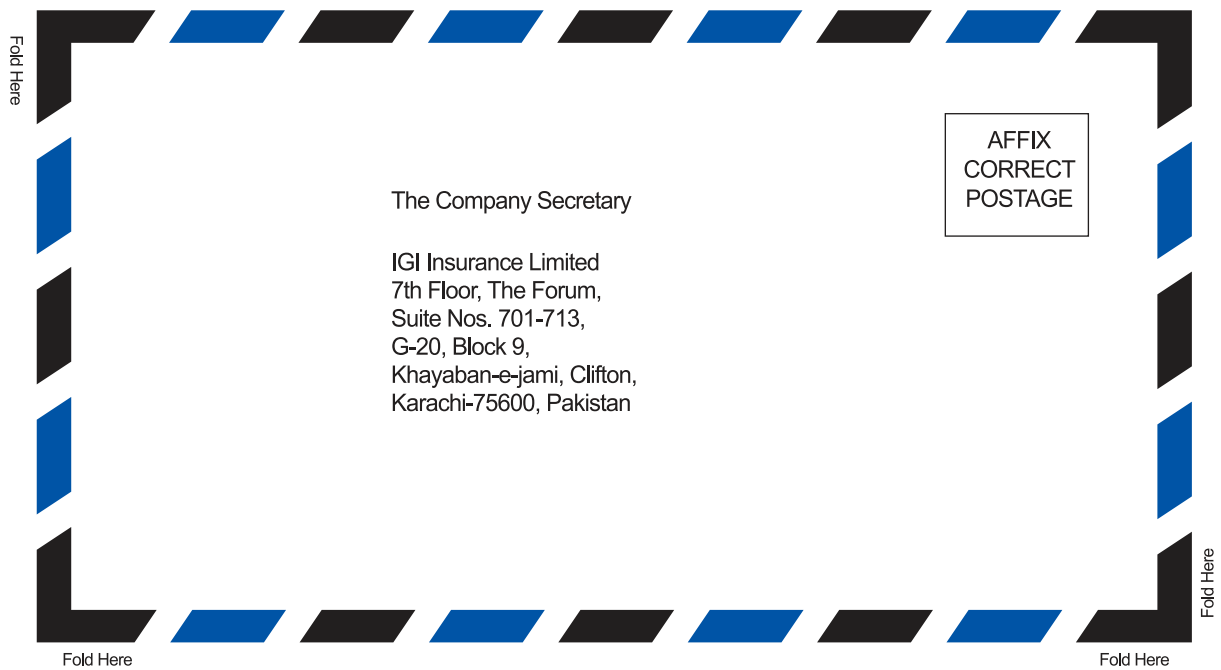 Fold Here
AFFIX
CORRECT
POSTAGE
The Company Secretary
IGI Insurance Limited
7th Floor, The Forum,
Suite Nos. 701-713,
G-20, Block 9,
Khayaban-e-jami, Clifton,
Karachi-75600, Pakistan
Fold Here
Fold Here
Fold Here